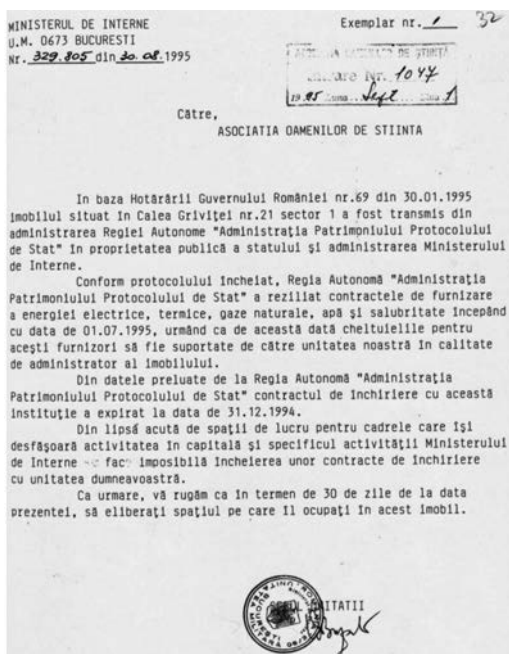 MINISTERUL DE INTERNE
U.M. 0673 BUCURESTI
Nr. 329.805 din 30.08.1995
Exemplar nr. 1
32
Intrare Nr. 1047
1995 Luna Sept Ziua 1
Către,
ASOCIATIA OAMENILOR DE STIINTA
In baza Hotărârii Guvernului României nr.69 din 30.01.1995
imobilul situat în Calea Griviţei nr.21 sector 1 a fost transmis din
administrarea Regiei Autonome "Administraţia Patrimoniului Protocolului
de Stat" în proprietatea publică a statului şi administrarea Ministerului
de Interne.
Conform protocolului încheiat, Regia Autonomă "Administraţia
Patrimoniului Protocolului de Stat" a reziliat contractele de furnizare
a energiei electrice, termice, gaze naturale, apă şi salubritate începând
cu data de 01.07.1995, urmând ca de această dată cheltuielile pentru
aceşti furnizori să fie suportate de către unitatea noastră în calitate
de administrator al imobilului.
Din datele preluate de la Regia Autonomă "Administraţia
Patrimoniului Protocolului de Stat" contractul de închiriere cu această
instituţie a expirat la data de 31.12.1994.
Din lipsă acută de spaţii de lucru pentru cadrele care îşi
desfăşoară activitatea în capitală şi specificul activităţii Ministerului
de Interne fac imposibilă încheierea unor contracte de închiriere
cu unitatea dumneavoastră.
Ca urmare, vă rugăm ca în termen de 30 de zile de la data
prezentei, să eliberaţi spaţiul pe care îl ocupaţi în acest imobil.
UNITATII